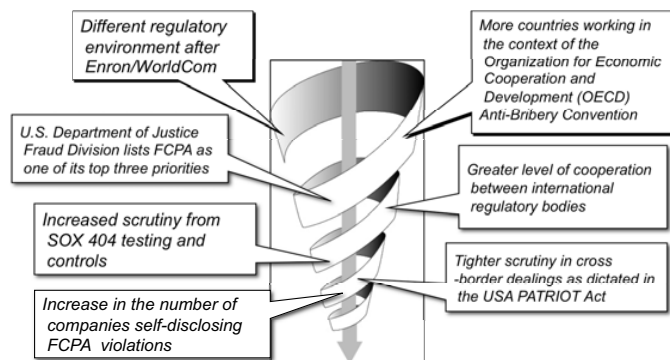 Different regulatory
environment after
Enron/WorldCom
More countries working in
the context of the
Organization for Economic
Cooperation and
Development (OECD)
Anti-Bribery Convention
U.S. Department of Justice
Fraud Division lists FCPA as
one of its top three priorities
Greater level of cooperation
between international
regulatory bodies
Increased scrutiny from
SOX 404 testing and
controls
Tighter scrutiny in cross
-border dealings as dictated in
the USA PATRIOT Act
Increase in the number of
companies self-disclosing
FCPA violations